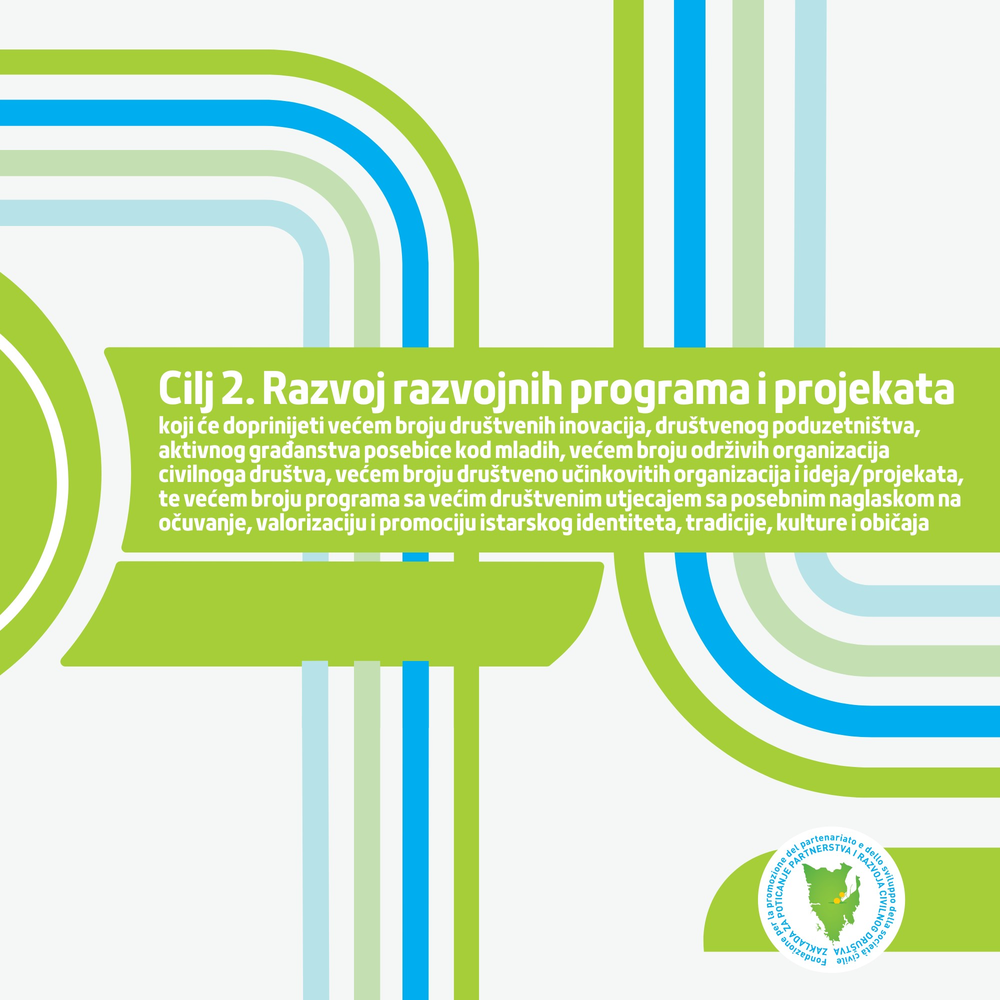 Cilj 2. Razvoj razvojnih programa i projekata
koji će doprinijeti većem broju društvenih inovacija, društvenog poduzetništva,
aktivnog građanstva posebice kod mladih, većem broju održivih organizacija
civilnoga društva, većem broju društveno učinkovitih organizacija i ideja/projekata,
te većem broju programa sa većim društvenim utjecajem sa posebnim naglaskom na
očuvanje, valorizaciju i promociju istarskog identiteta, tradicije, kulture i običaja
Fondazione per la promozione del partenariato e dello sviluppo della società civile
ZAKLADA ZA POTICANJE PARTNERSTVA I RAZVOJA CIVILNOG DRUŠTVA